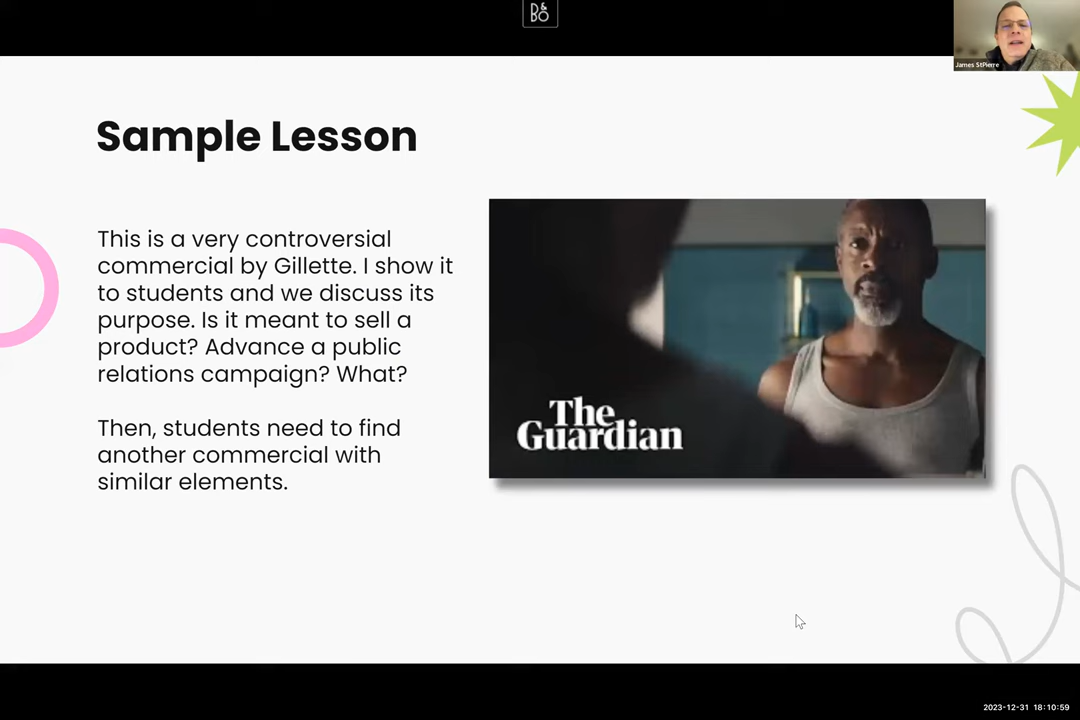 B&O
James StPierre
Sample Lesson
This is a very controversial
commercial by Gillette. I show it
to students and we discuss its
purpose. Is it meant to sell a
product? Advance a public
relations campaign? What?
Then, students need to find
another commercial with
similar elements.
The
Guardian
2023-12-31 18:10:59